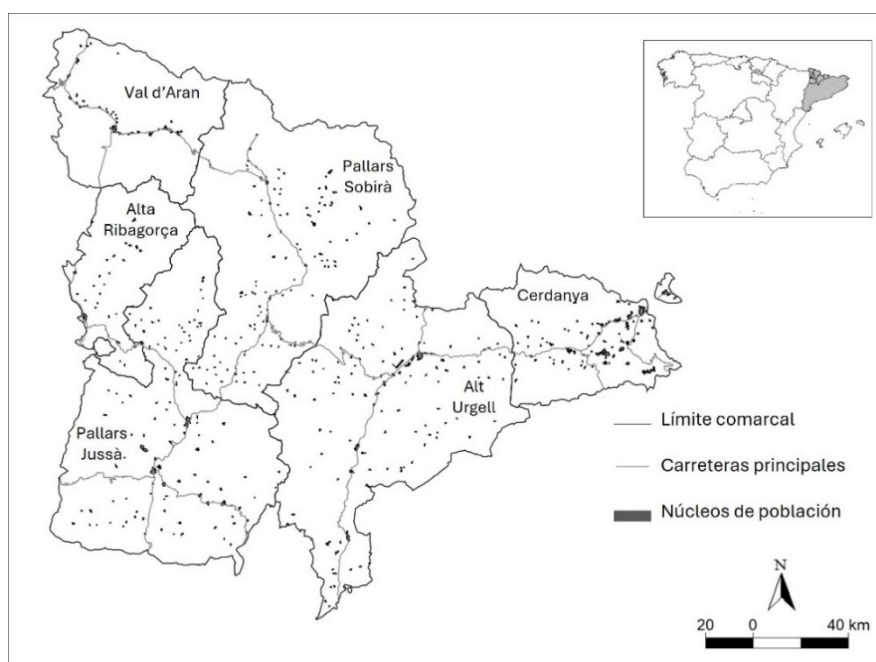 Val d'Aran
Pallars
Sobirà
Alta
Ribagorça
Cerdanya
Alt
Urgell
Pallars
Jussà
Límite comarcal
Carreteras principales
Núcleos de población
N
20 0 20 40 km